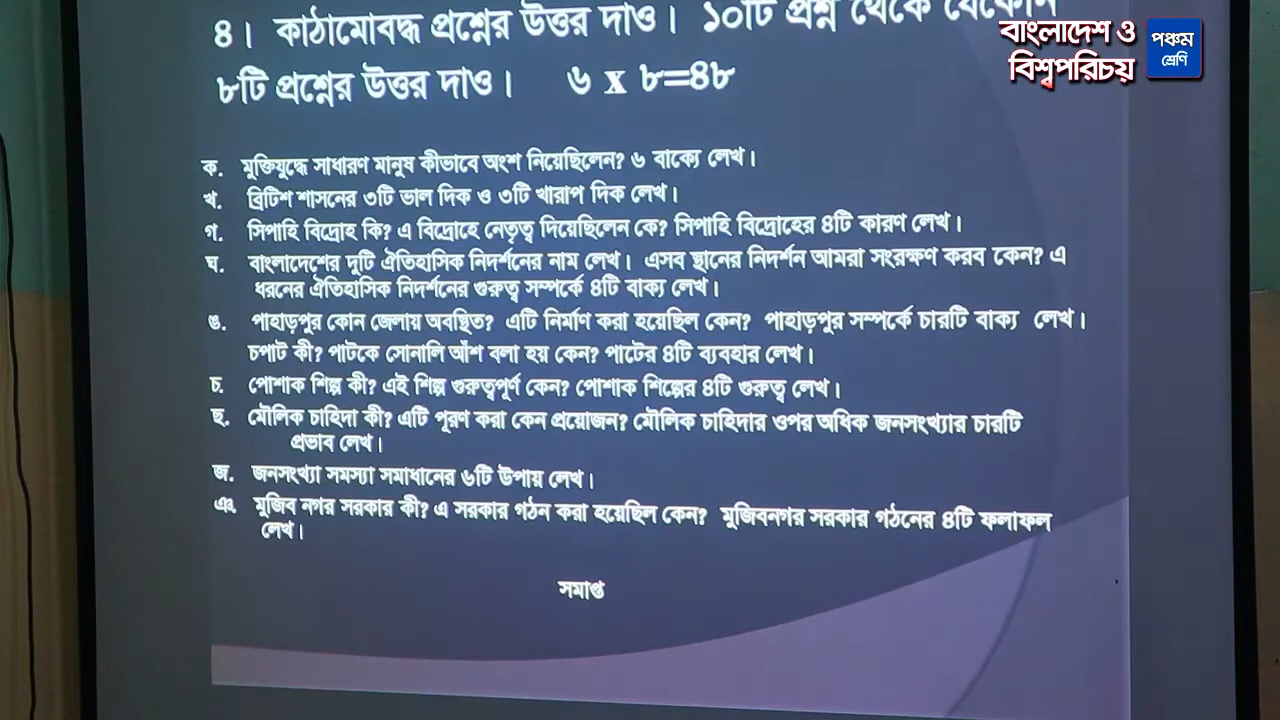 ৪। কাঠামোবদ্ধ প্রশ্নের উত্তর দাও। ১০টি প্রশ্ন থেকে যেকোন
৮টি প্রশ্নের উত্তর দাও। ৬ x ৮=৪৮
বাংলাদেশ ও
বিশ্বপরিচয়
পঞ্চম
শ্রেণি
ক. মুক্তিযুদ্ধে সাধারণ মানুষ কীভাবে অংশ নিয়েছিলেন? ৬ বাক্যে লেখ।
খ. ব্রিটিশ শাসনের ৩টি ভাল দিক ও ৩টি খারাপ দিক লেখ।
গ. সিপাহি বিদ্রোহ কি? এ বিদ্রোহে নেতৃত্ব দিয়েছিলেন কে? সিপাহি বিদ্রোহের ৪টি কারণ লেখ।
ঘ. বাংলাদেশের দুটি ঐতিহাসিক নিদর্শনের নাম লেখ। এসব স্থানের নিদর্শন আমরা সংরক্ষণ করব কেন? এ
ধরনের ঐতিহাসিক নিদর্শনের গুরুত্ব সম্পর্কে ৪টি বাক্য লেখ।
ঙ. পাহাড়পুর কোন জেলায় অবস্থিত? এটি নির্মাণ করা হয়েছিল কেন? পাহাড়পুর সম্পর্কে চারটি বাক্য লেখ।
চপাট কী? পাটকে সোনালি আঁশ বলা হয় কেন? পাটের ৪টি ব্যবহার লেখ।
চ. পোশাক শিল্প কী? এই শিল্প গুরুত্বপূর্ণ কেন? পোশাক শিল্পের ৪টি গুরুত্ব লেখ।
ছ. মৌলিক চাহিদা কী? এটি পূরণ করা কেন প্রয়োজন? মৌলিক চাহিদার ওপর অধিক জনসংখ্যার চারটি
প্রভাব লেখ।
জ. জনসংখ্যা সমস্যা সমাধানের ৬টি উপায় লেখ।
ঞ. মুজিব নগর সরকার কী? এ সরকার গঠন করা হয়েছিল কেন? মুজিবনগর সরকার গঠনের ৪টি ফলাফল
লেখ।
সমাপ্ত